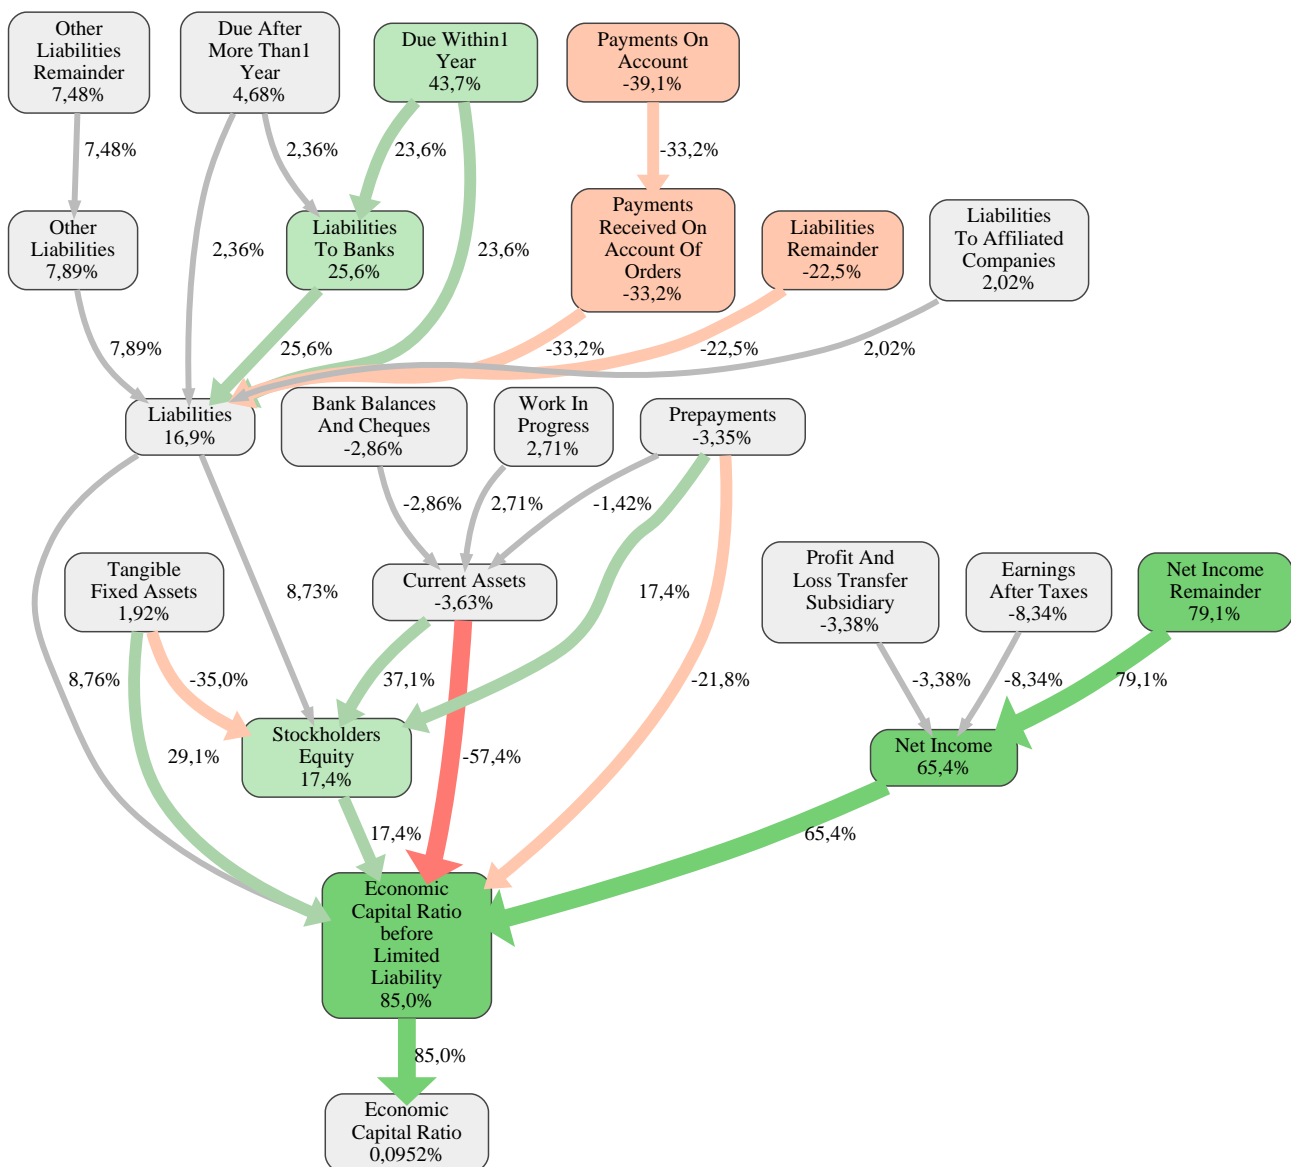 Other
Liabilities
Remainder
7,48%
Due After
More Than1
Year
4,68%
Due Within1
Year
43,7%
Payments On
Account
-39,1%
7,48%
2,36%
23,6%
-33,2%
Other
Liabilities
7,89%
Liabilities
To Banks
25,6%
Payments
Received On
Account Of
Orders
-33,2%
Liabilities
Remainder
-22,5%
Liabilities
To Affiliated
Companies
2,02%
2,36%
23,6%
7,89%
25,6%
-33,2%
-22,5%
2,02%
Liabilities
16,9%
Bank Balances
And Cheques
-2,86%
Work In
Progress
2,71%
Prepayments
-3,35%
-2,86%
2,71%
-1,42%
Tangible
Fixed Assets
1,92%
8,73%
Current Assets
-3,63%
17,4%
Profit And
Loss Transfer
Subsidiary
-3,38%
Earnings
After Taxes
-8,34%
Net Income
Remainder
79,1%
8,76%
-35,0%
37,1%
-21,8%
-3,38%
-8,34%
79,1%
29,1%
Stockholders
Equity
17,4%
-57,4%
Net Income
65,4%
17,4%
65,4%
Economic
Capital Ratio
before
Limited
Liability
85,0%
85,0%
Economic
Capital Ratio
0,0952%